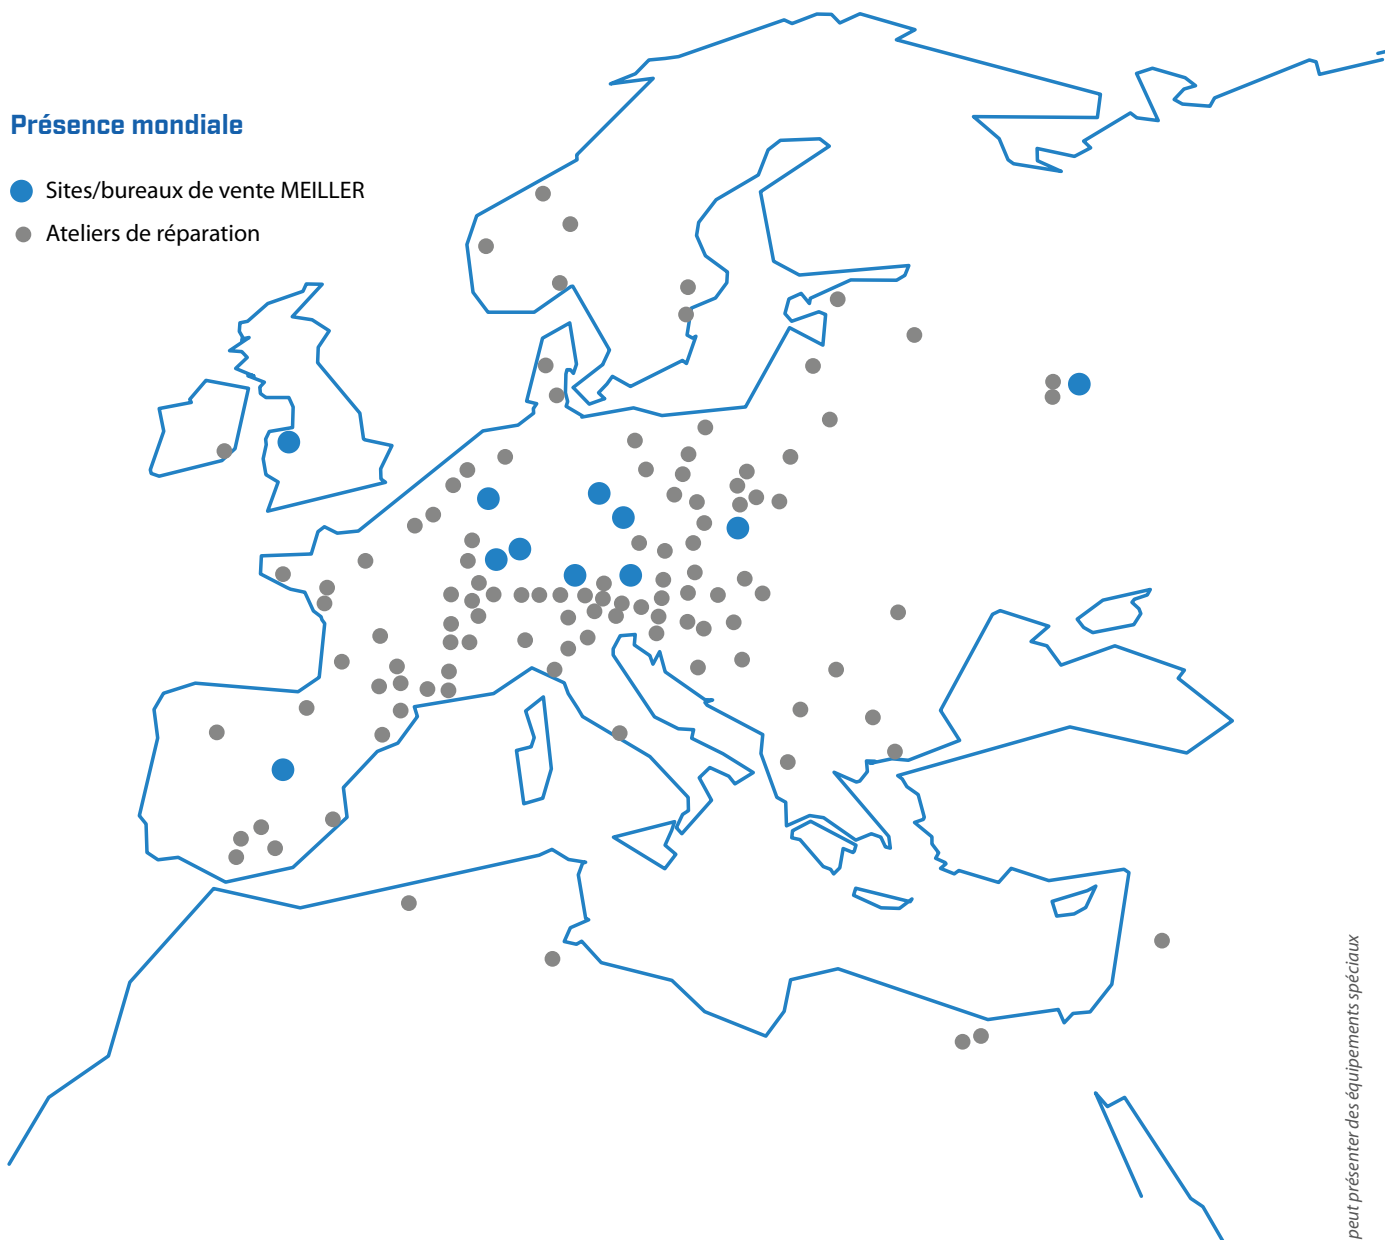 Présence mondiale
Sites/bureaux de vente MEILLER
Ateliers de réparation
peut présenter des équipements spéciaux